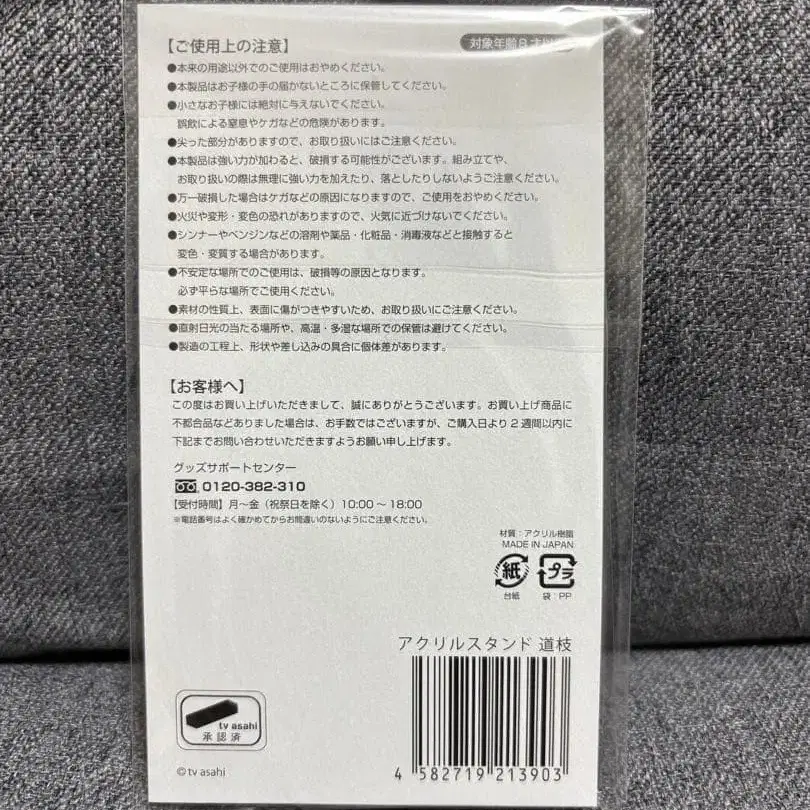 【ご使用上の注意】
対象年齢8才以上
●本来の用途以外でのご使用はおやめください。
●本製品はお子様の手の届かないところに保管してください。
●小さなお子様には絶対に与えないでください。
誤飲による窒息やケガなどの危険があります。
●尖った部分がありますので、お取り扱いにはご注意ください。
●本製品は強い力が加わると、破損する可能性がございます。組み立てや、
お取り扱いの際は無理に強い力を加えたり、落としたりしないようご注意ください。
●万一破損した場合はケガなどの原因になりますので、ご使用をおやめください。
●火災や変形・変色の恐れがありますので、火気に近づけないでください。
●シンナーやベンジンなどの溶剤や薬品・化粧品・消毒液などと接触すると
変色・変質する場合があります。
●不安定な場所でのご使用は、破損等の原因となります。
必ず平らな場所でご使用ください。
●素材の性質上、表面に傷がつきやすいため、お取り扱いにご注意ください。
●直射日光の当たる場所や、高温・多湿な場所での保管は避けてください。
●製造の工程上、形状や差し込みの具合に個体差があります。
【お客様へ】
この度はお買い上げいただきまして、誠にありがとうございます。お買い上げ商品に
不都合品などありました場合は、お手数ではございますが、ご購入日より2週間以内に
下記までお問い合わせいただきますようお願い申し上げます。
グッズサポートセンター
0120-382-310
【受付時間】月〜金（祝祭日を除く）10:00〜18:00
※電話番号はよく確かめてからお間違いのないようにご注意ください。
材質：アクリル樹脂
MADE IN JAPAN
紙 プラ
台紙 袋：PP
アクリルスタンド 道枝
tv asahi
承認済
©tv asahi
4 582719 213903